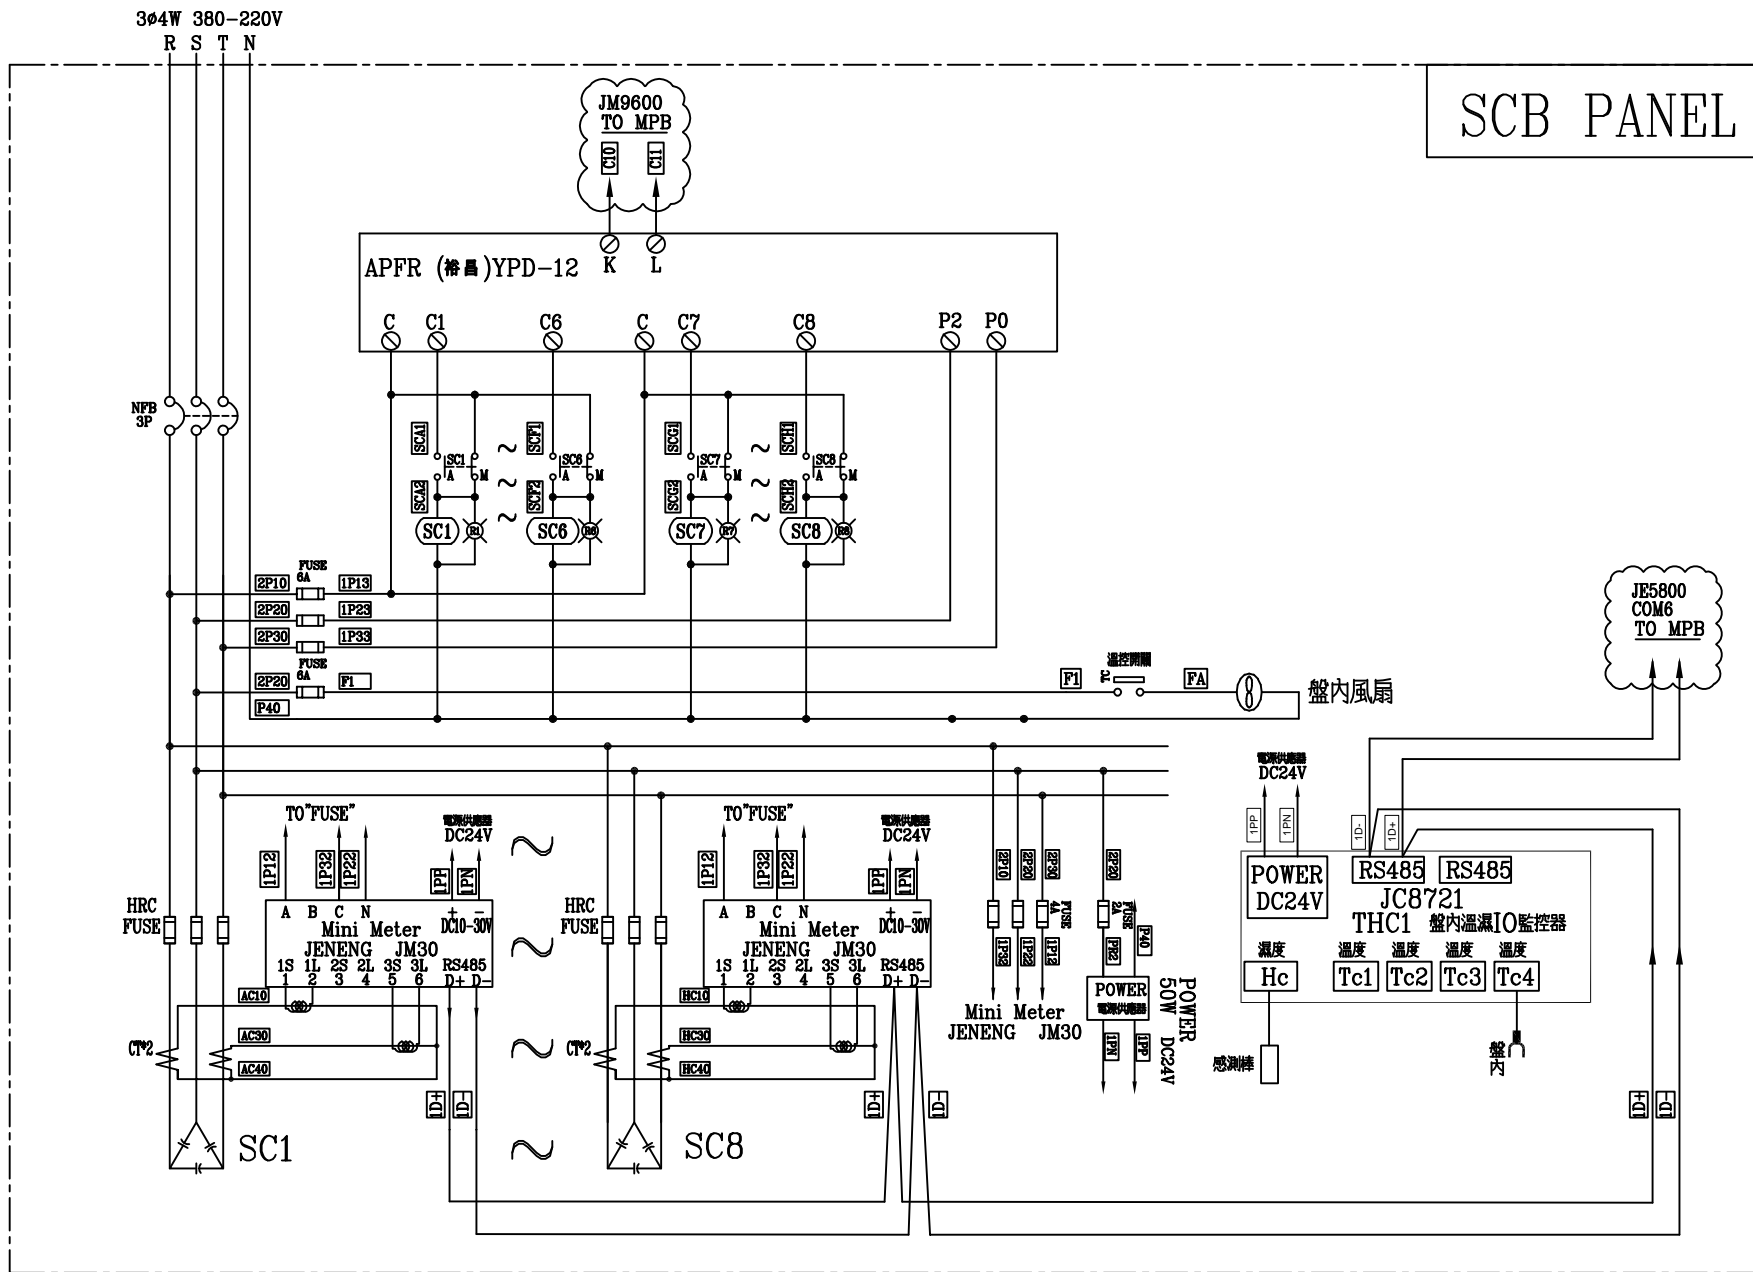 3ø4W 380-220V
R S T N
SCB PANEL
JM9600
TO MPB
C10 C11
K L
APFR (裕昌)YPD-12
C C1 C6 C C7 C8 P2 P0
NFB
3P
SCA1 SCF1 SCG1 SCH1
SC1 SC6 SC7 SC8
A M A M A M A M
~ ~
SCA2 SCF2 SCG2 SCH2
~ ~
~ ~
SC1 R1 SC6 R6 SC7 R7 SC8 R8
FUSE
6A
2P10 1P13
2P20 1P23
2P30 1P33
FUSE
6A
2P20 F1
P40
溫控開關
F1 TC FA
盤內風扇
JE5800
COM6
TO MPB
TO"FUSE"
電源供應器
DC24V
1P12 1P32 1P22 1PP 1PN
HRC
FUSE
A B C N + -
DC10-30V
Mini Meter
JENENG JM30
1S 1L 2S 2L 3S 3L RS485
1 2 3 4 5 6 D+ D-
AC10
AC30
AC40
CT*2
1D+ 1D-
SC1
TO"FUSE"
電源供應器
DC24V
1P12 1P32 1P22 1PP 1PN
HRC
FUSE
A B C N + -
DC10-30V
Mini Meter
JENENG JM30
1S 1L 2S 2L 3S 3L RS485
1 2 3 4 5 6 D+ D-
HC10
HC30
HC40
CT*2
1D+ 1D-
SC8
2P10 2P20 2P30 2P20
FUSE
4A
FUSE
2A
1P32 1P22 1P12 PR2 P40
Mini Meter
JENENG JM30
POWER
電源供應器
1PN 1PP
POWER
50W DC24V
電源供應器
DC24V
1PP 1PN 1D- 1D+
POWER
DC24V
RS485 RS485
JC8721
THC1 盤內溫濕IO監控器
濕度 溫度 溫度 溫度 溫度
Hc Tc1 Tc2 Tc3 Tc4
感測棒
盤內
1D+ 1D-